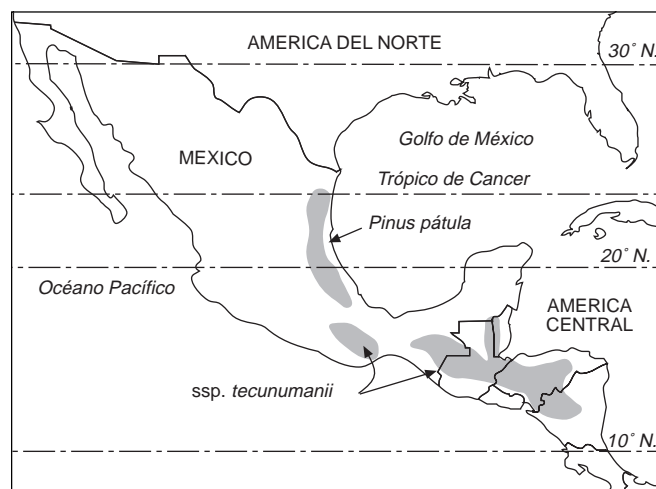 AMERICA DEL NORTE
30° N.
Golfo de México
MEXICO
Trópico de Cancer
Pinus pátula
20° N.
Océano Pacífico
AMERICA
CENTRAL
ssp. tecunumanii
10° N.